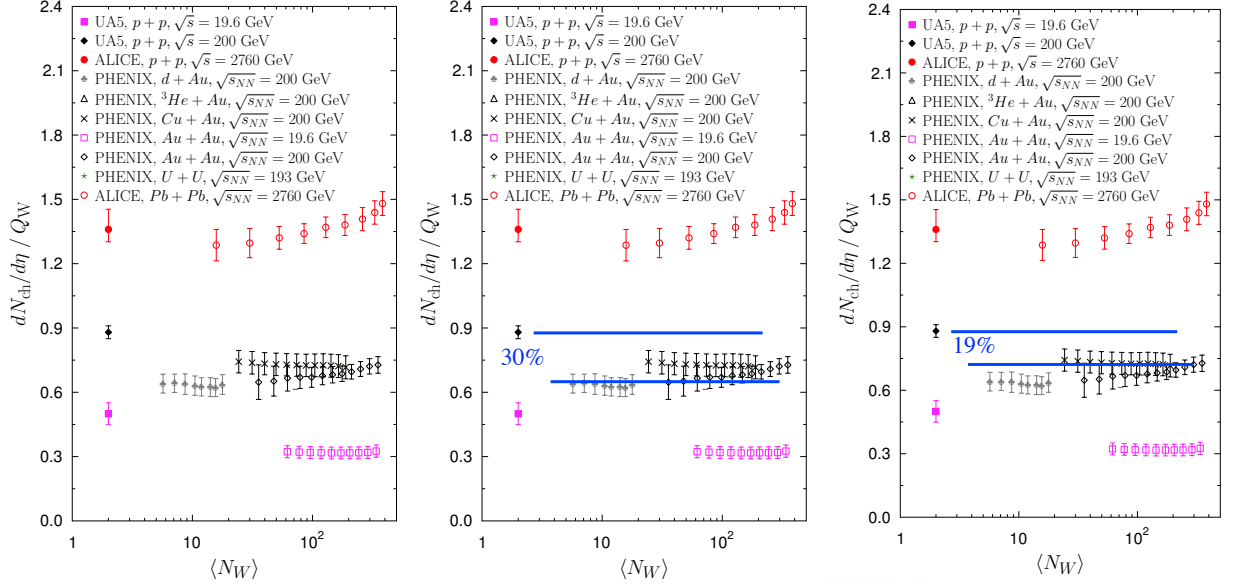 2.4
2.1
1.8
1.5
1.2
0.9
0.6
0.3
0.0
dN_ch/dη / Q_W
UA5, p + p, √s = 19.6 GeV
UA5, p + p, √s = 200 GeV
ALICE, p + p, √s = 2760 GeV
PHENIX, d + Au, √s_NN = 200 GeV
PHENIX, ³He + Au, √s_NN = 200 GeV
PHENIX, Cu + Au, √s_NN = 200 GeV
PHENIX, Au + Au, √s_NN = 19.6 GeV
PHENIX, Au + Au, √s_NN = 200 GeV
PHENIX, U + U, √s_NN = 193 GeV
ALICE, Pb + Pb, √s_NN = 2760 GeV
1 10 10²
⟨N_W⟩
2.4
2.1
1.8
1.5
1.2
0.9
0.6
0.3
0.0
dN_ch/dη / Q_W
UA5, p + p, √s = 19.6 GeV
UA5, p + p, √s = 200 GeV
ALICE, p + p, √s = 2760 GeV
PHENIX, d + Au, √s_NN = 200 GeV
PHENIX, ³He + Au, √s_NN = 200 GeV
PHENIX, Cu + Au, √s_NN = 200 GeV
PHENIX, Au + Au, √s_NN = 19.6 GeV
PHENIX, Au + Au, √s_NN = 200 GeV
PHENIX, U + U, √s_NN = 193 GeV
ALICE, Pb + Pb, √s_NN = 2760 GeV
30%
1 10 10²
⟨N_W⟩
2.4
2.1
1.8
1.5
1.2
0.9
0.6
0.3
0.0
dN_ch/dη / Q_W
UA5, p + p, √s = 19.6 GeV
UA5, p + p, √s = 200 GeV
ALICE, p + p, √s = 2760 GeV
PHENIX, d + Au, √s_NN = 200 GeV
PHENIX, ³He + Au, √s_NN = 200 GeV
PHENIX, Cu + Au, √s_NN = 200 GeV
PHENIX, Au + Au, √s_NN = 19.6 GeV
PHENIX, Au + Au, √s_NN = 200 GeV
PHENIX, U + U, √s_NN = 193 GeV
ALICE, Pb + Pb, √s_NN = 2760 GeV
19%
1 10 10²
⟨N_W⟩